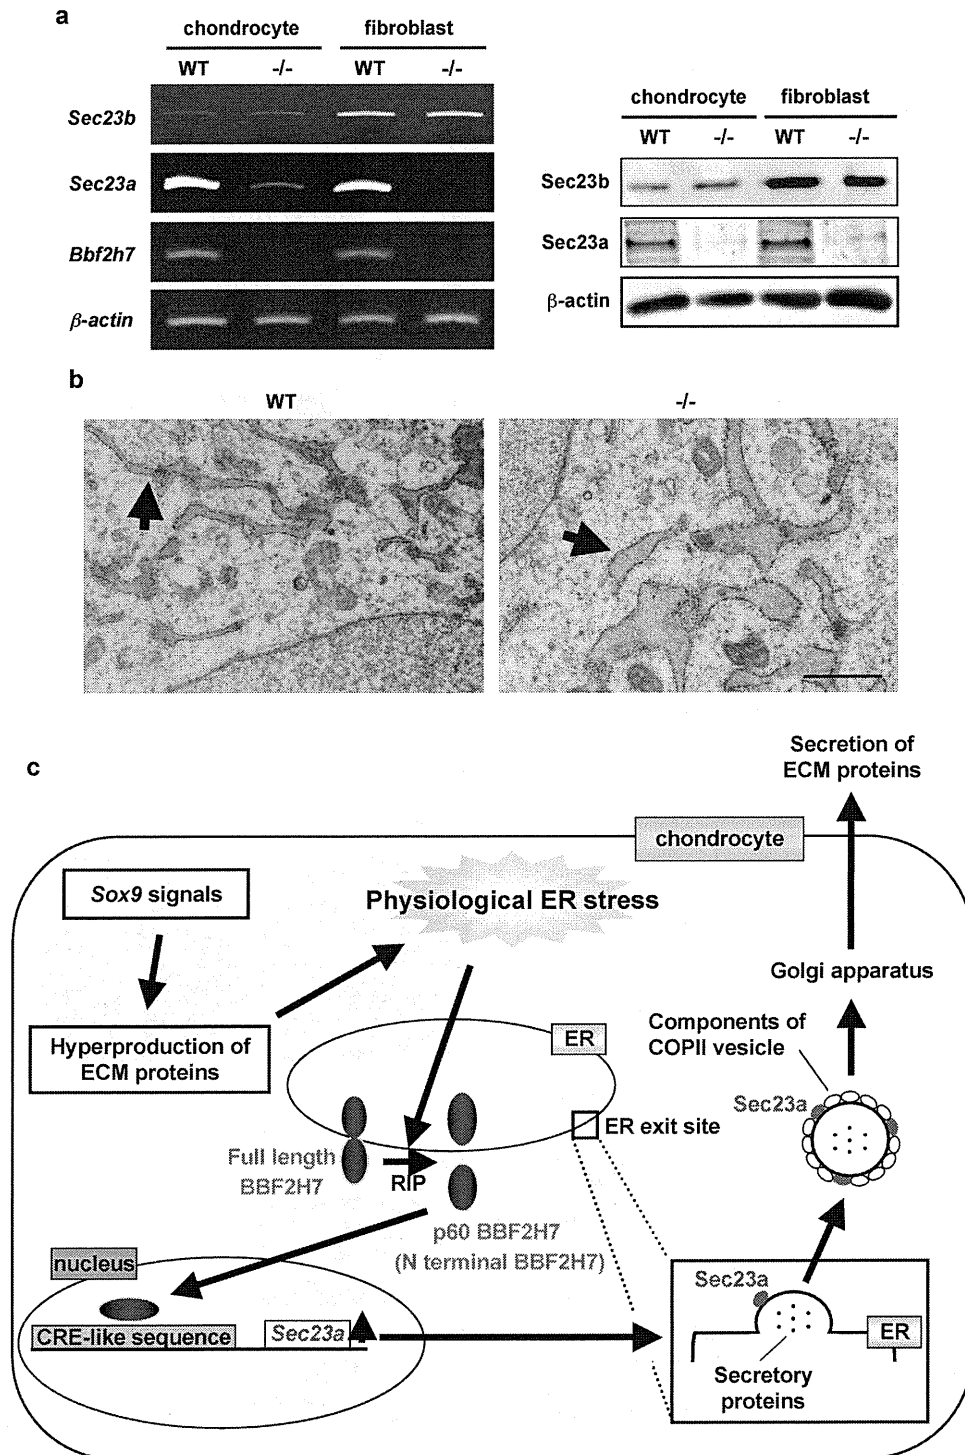 a
chondrocyte fibroblast
WT -/- WT -/-
Sec23b
Sec23a
Bbf2h7
β-actin
chondrocyte fibroblast
WT -/- WT -/-
Sec23b
Sec23a
β-actin
b
WT -/-
c
Secretion of
ECM proteins
chondrocyte
Sox9 signals
Physiological ER stress
Golgi apparatus
Hyperproduction of
ECM proteins
ER
Components of
COPII vesicle
Sec23a
ER exit site
Full length
BBF2H7
RIP
p60 BBF2H7
(N terminal BBF2H7)
nucleus
CRE-like sequence
Sec23a
Sec23a
ER
Secretory
proteins